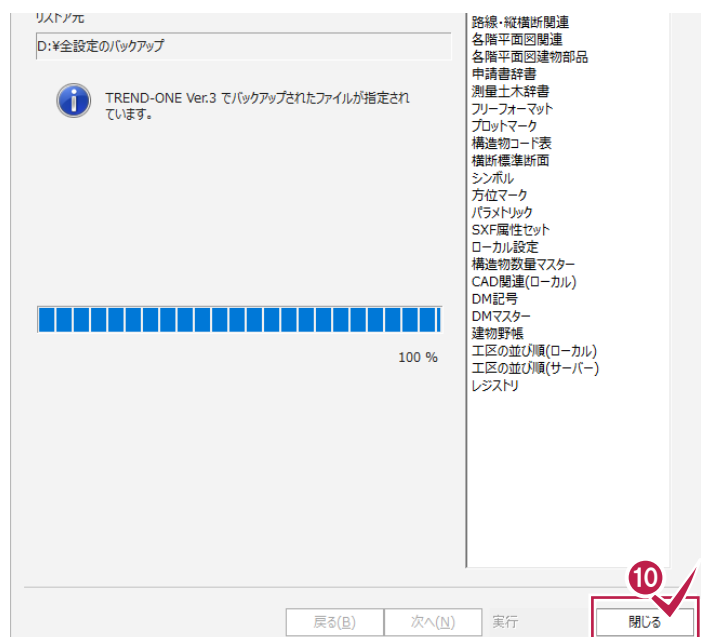 リストア元
D:¥全設定のバックアップ
TREND-ONE Ver.3 でバックアップされたファイルが指定され
ています。
100 %
路線・縦横断関連
各階平面図関連
各階平面図建物部品
申請書辞書
測量土木辞書
フリーフォーマット
プロットマーク
構造物コード表
横断標準断面
シンボル
方位マーク
パラメトリック
SXF属性セット
ローカル設定
構造物数量マスター
CAD関連(ローカル)
DM記号
DMマスター
建物野帳
工区の並び順(ローカル)
工区の並び順(サーバー)
レジストリ
10
戻る(B)
次へ(N)
実行
閉じる